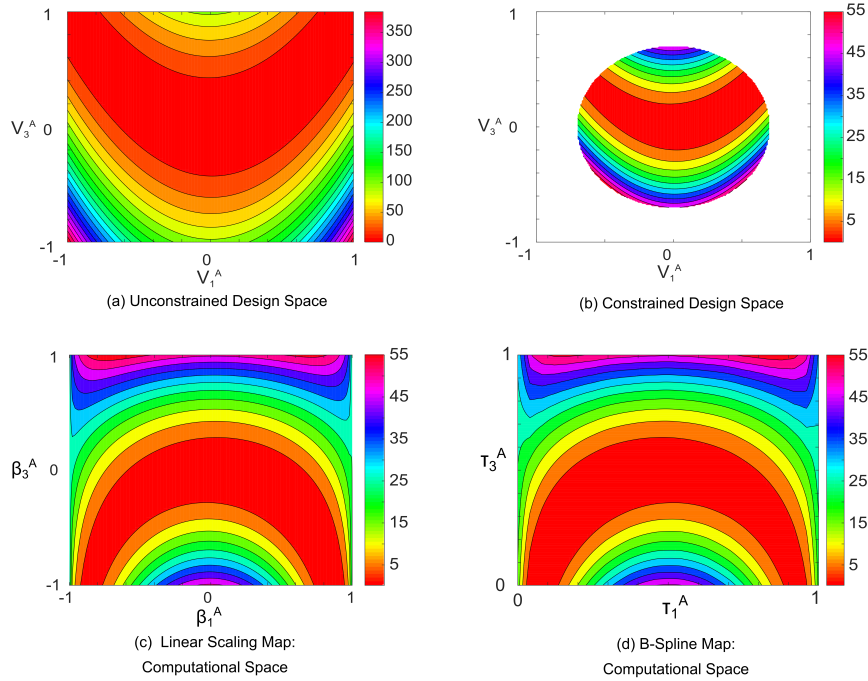 1
V₃ᴬ 0
-1
-1 0 1
V₁ᴬ
350
300
250
200
150
100
50
0
(a) Unconstrained Design Space
1
V₃ᴬ 0
-1
-1 0 1
V₁ᴬ
55
45
35
25
15
5
(b) Constrained Design Space
1
β₃ᴬ 0
-1
-1 0 1
β₁ᴬ
55
45
35
25
15
5
(c) Linear Scaling Map:
Computational Space
1
τ₃ᴬ
0
0 1
τ₁ᴬ
55
45
35
25
15
5
(d) B-Spline Map:
Computational Space